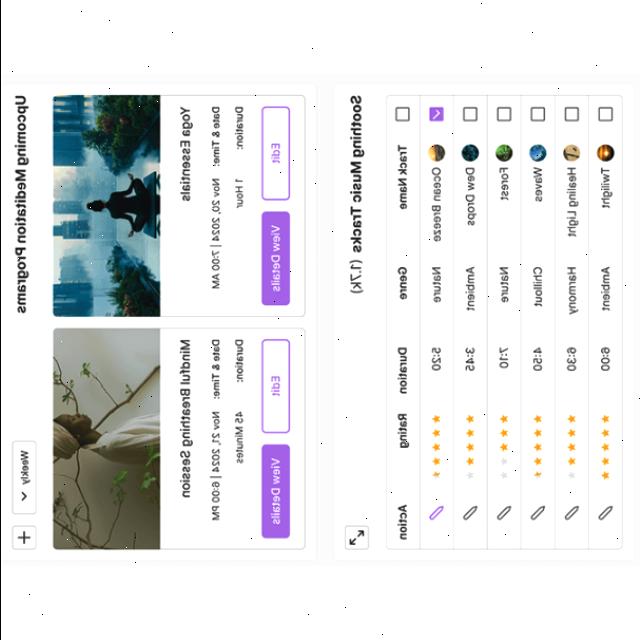 Upcoming Meditation Programs
Weekly
Yoga Essentials
Date & Time: Nov 20, 2024 | 7:00 AM
Duration: 1 Hour
Edit View Details
Mindful Breathing Session
Date & Time: Nov 21, 2024 | 6:00 PM
Duration: 45 Minutes
Edit View Details
Soothing Music Tracks (1.7k)
Track Name Genre Duration Rating Action
Ocean Breeze Nature 5:20
Dew Drops Ambient 3:45
Forest Nature 7:10
Waves Chillout 4:50
Healing Light Harmony 6:30
Twilight Ambient 6:00